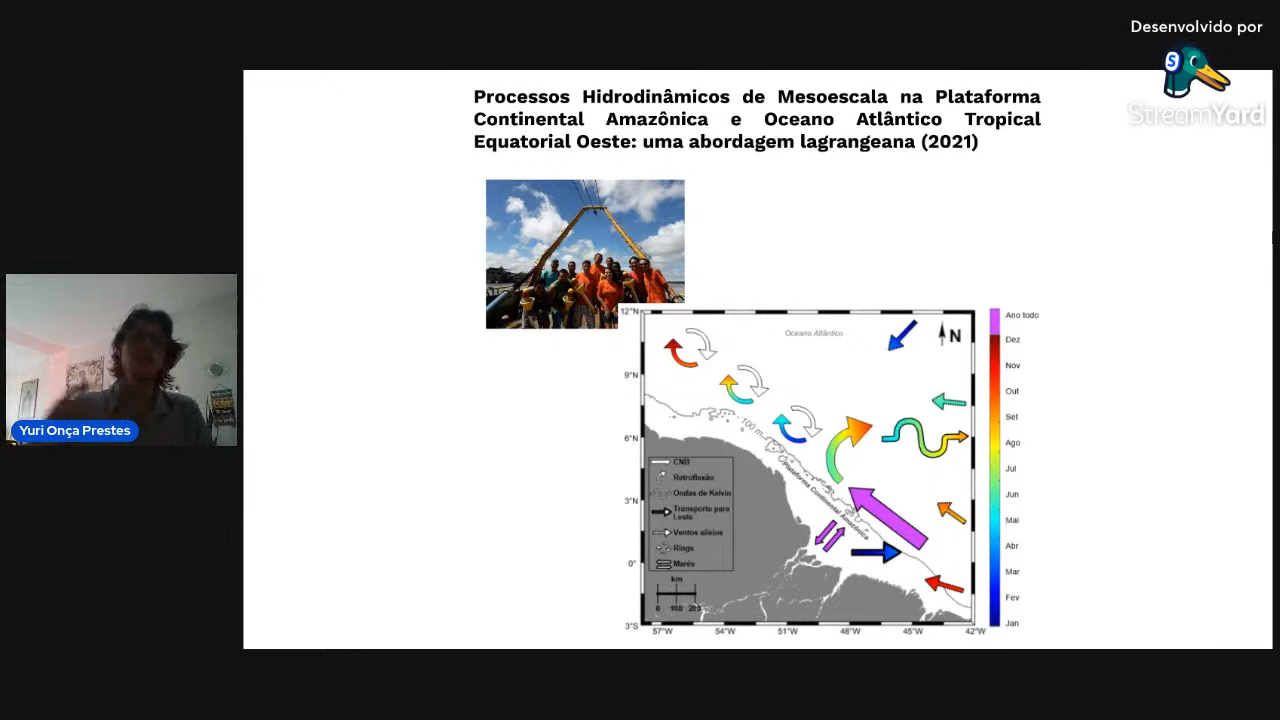 Desenvolvido por
StreamYard
Processos Hidrodinâmicos de Mesoescala na Plataforma
Continental Amazônica e Oceano Atlântico Tropical
Equatorial Oeste: uma abordagem lagrangeana (2021)
Yuri Onça Prestes
12°N
9°N
6°N
3°N
0°
3°S
57°W
54°W
51°W
48°W
45°W
42°W
Oceano Atlântico
N
100 m
Plataforma Continental Amazônica
CNB
Retroflexão
Ondas de Kelvin
Transporte para
Leste
Ventos alísios
Rings
Marés
km
0 100 200
Ano todo
Dez
Nov
Out
Set
Ago
Jul
Jun
Mai
Abr
Mar
Fev
Jan